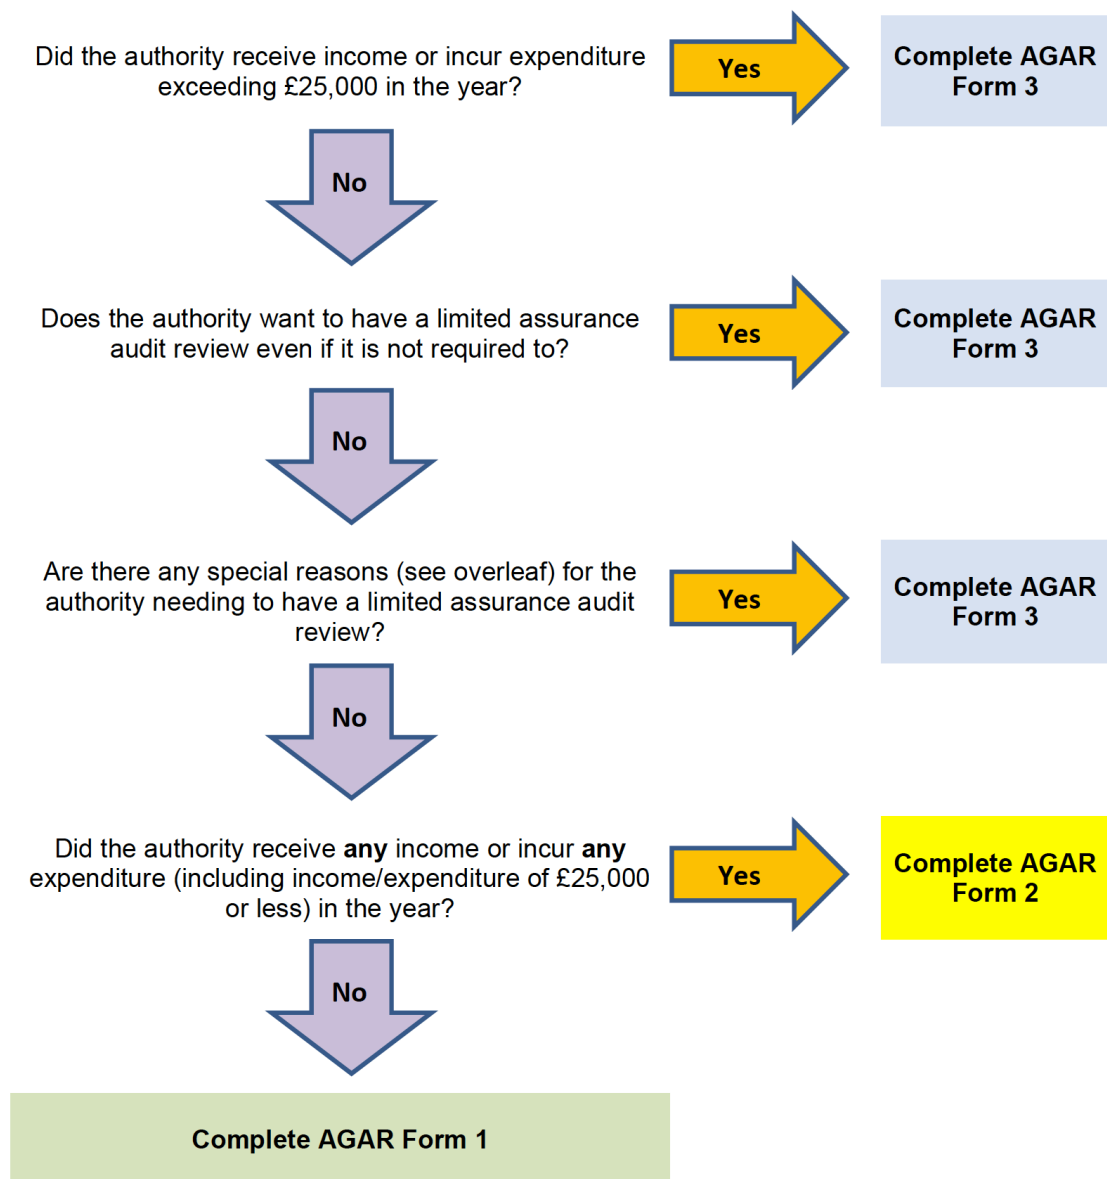 Did the authority receive income or incur expenditure
exceeding £25,000 in the year?
Yes
Complete AGAR
Form 3
No
Does the authority want to have a limited assurance
audit review even if it is not required to?
Yes
Complete AGAR
Form 3
No
Are there any special reasons (see overleaf) for the
authority needing to have a limited assurance audit
review?
Yes
Complete AGAR
Form 3
No
Did the authority receive any income or incur any
expenditure (including income/expenditure of £25,000
or less) in the year?
Yes
Complete AGAR
Form 2
No
Complete AGAR Form 1